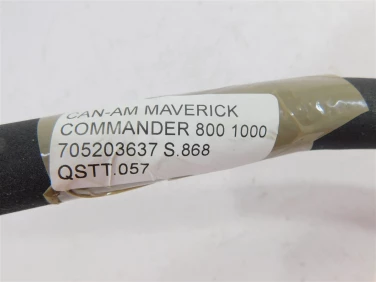 CAN-AM MAVERICK
COMMANDER 800 1000
705203637 S.868
QSTT.057